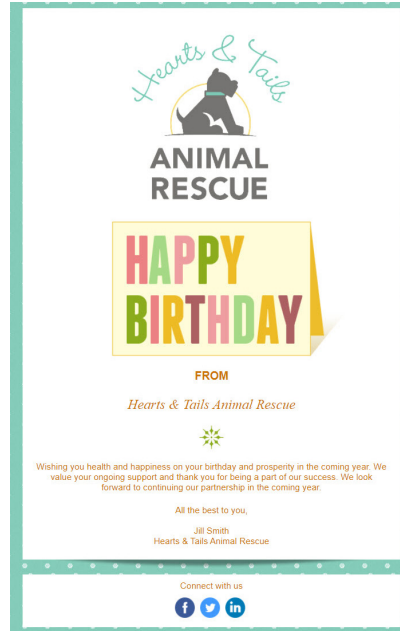 Hearts & Tails
ANIMAL
RESCUE
HAPPY
BIRTHDAY
FROM
Hearts & Tails Animal Rescue
Wishing you health and happiness on your birthday and prosperity in the coming year. We
value your ongoing support and thank you for being a part of our success. We look
forward to continuing our partnership in the coming year.
All the best to you,
Jill Smith
Hearts & Tails Animal Rescue
Connect with us
f
in